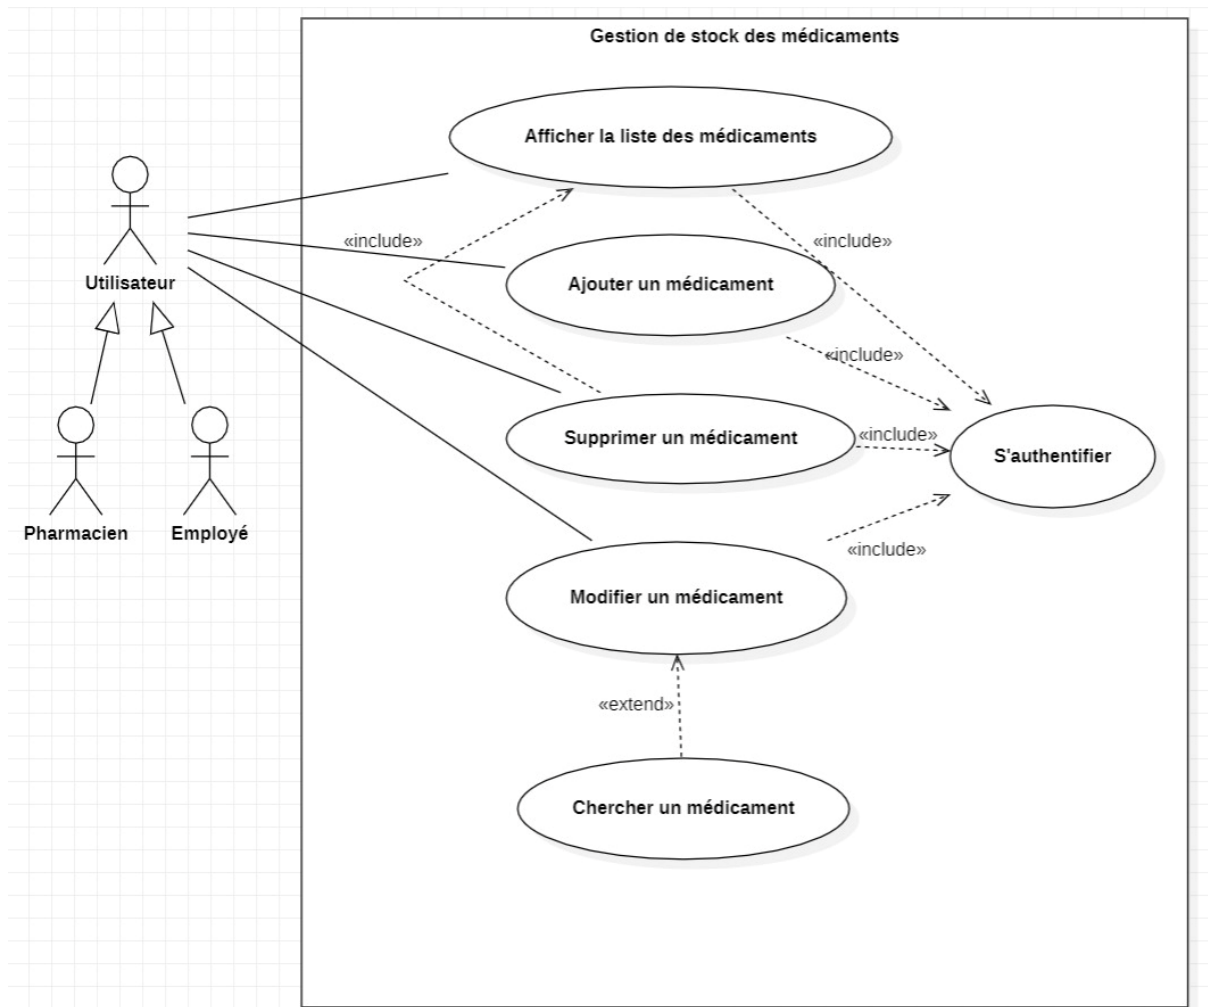 Gestion de stock des médicaments
Afficher la liste des médicaments
«include»
«include»
Utilisateur
Ajouter un médicament
«include»
Supprimer un médicament
«include»
S'authentifier
Pharmacien
Employé
«include»
Modifier un médicament
«extend»
Chercher un médicament